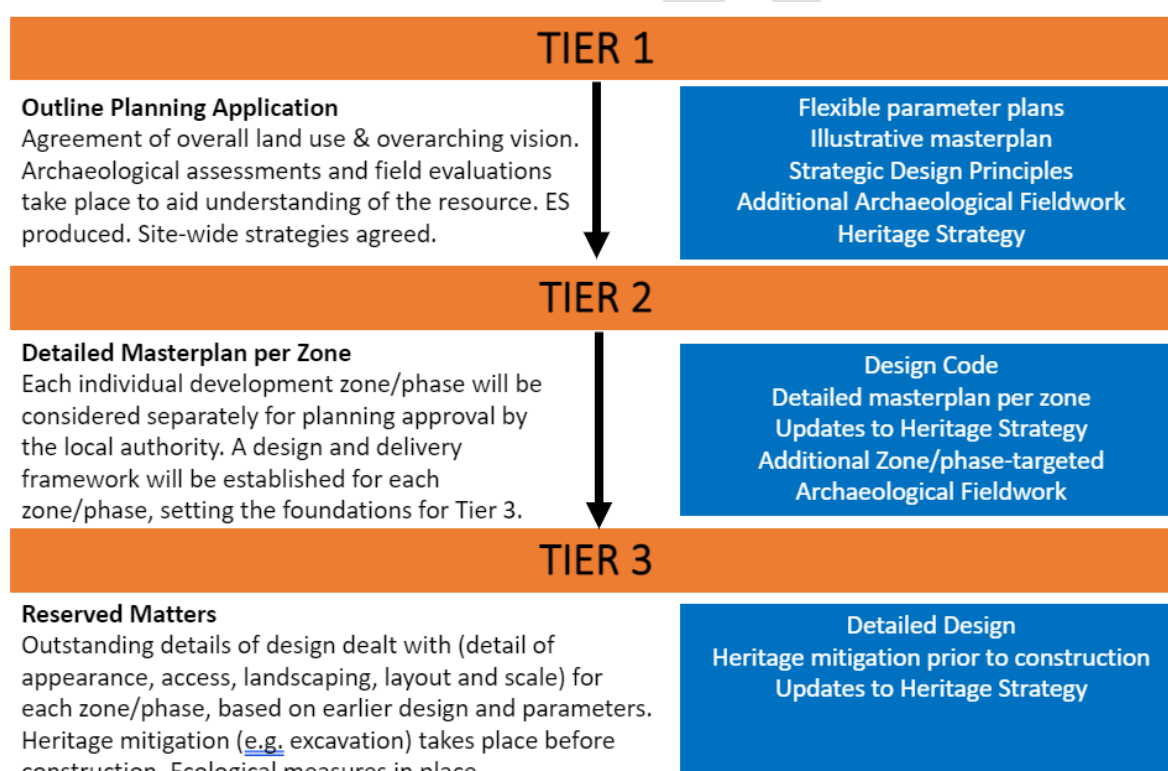 TIER 1
Outline Planning Application
Agreement of overall land use & overarching vision.
Archaeological assessments and field evaluations
take place to aid understanding of the resource. ES
produced. Site-wide strategies agreed.
Flexible parameter plans
Illustrative masterplan
Strategic Design Principles
Additional Archaeological Fieldwork
Heritage Strategy
TIER 2
Detailed Masterplan per Zone
Each individual development zone/phase will be
considered separately for planning approval by
the local authority. A design and delivery
framework will be established for each
zone/phase, setting the foundations for Tier 3.
Design Code
Detailed masterplan per zone
Updates to Heritage Strategy
Additional Zone/phase-targeted
Archaeological Fieldwork
TIER 3
Reserved Matters
Outstanding details of design dealt with (detail of
appearance, access, landscaping, layout and scale) for
each zone/phase, based on earlier design and parameters.
Heritage mitigation (e.g. excavation) takes place before
construction. Ecological measures in place
Detailed Design
Heritage mitigation prior to construction
Updates to Heritage Strategy